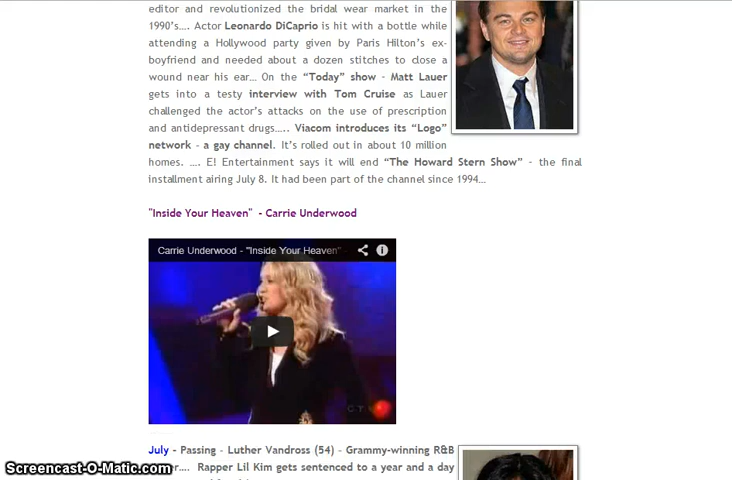 editor and revolutionized the bridal wear market in the
1990's.... Actor Leonardo DiCaprio is hit with a bottle while
attending a Hollywood party given by Paris Hilton's ex-
boyfriend and needed about a dozen stitches to close a
wound near his ear... On the "Today" show - Matt Lauer
gets into a testy interview with Tom Cruise as Lauer
challenged the actor's attacks on the use of prescription
and antidepressant drugs..... Viacom introduces its "Logo"
network - a gay channel. It's rolled out in about 10 million
homes. .... E! Entertainment says it will end "The Howard Stern Show" - the final
installment airing July 8. It had been part of the channel since 1994...
"Inside Your Heaven" - Carrie Underwood
Carrie Underwood - "Inside Your Heaven" -
CTV
July - Passing - Luther Vandross (54) - Grammy-winning R&B
Rapper Lil Kim gets sentenced to a year and a day
Screencast-O-Matic.com